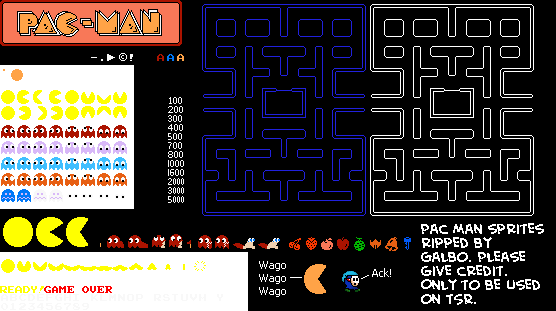 PAC-MAN
- . ▶ © !
A A A
100
200
300
400
500
700
800
1000
1600
2000
3000
5000
PAC MAN SPRITES
RIPPED BY
GALBO. PLEASE
GIVE CREDIT.
ONLY TO BE USED
ON TSR.
Wago
Wago
Wago
Ack!
READY!GAME OVER